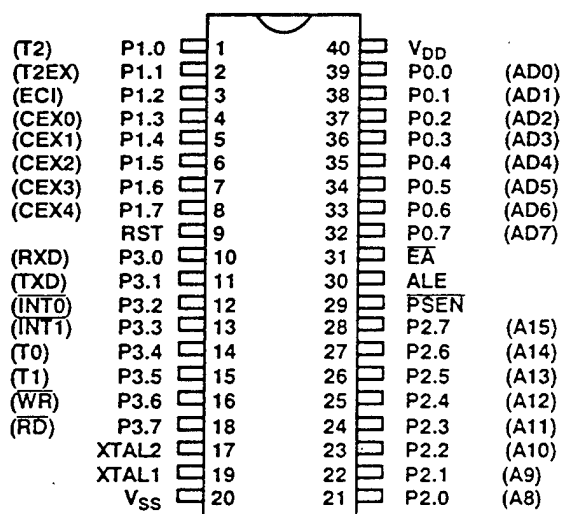 (T2) P1.0 1 40 VDD
(T2EX) P1.1 2 39 P0.0 (AD0)
(ECI) P1.2 3 38 P0.1 (AD1)
(CEX0) P1.3 4 37 P0.2 (AD2)
(CEX1) P1.4 5 36 P0.3 (AD3)
(CEX2) P1.5 6 35 P0.4 (AD4)
(CEX3) P1.6 7 34 P0.5 (AD5)
(CEX4) P1.7 8 33 P0.6 (AD6)
RST 9 32 P0.7 (AD7)
(RXD) P3.0 10 31 EA
(TXD) P3.1 11 30 ALE
(INT0) P3.2 12 29 PSEN
(INT1) P3.3 13 28 P2.7 (A15)
(T0) P3.4 14 27 P2.6 (A14)
(T1) P3.5 15 26 P2.5 (A13)
(WR) P3.6 16 25 P2.4 (A12)
(RD) P3.7 18 24 P2.3 (A11)
XTAL2 17 23 P2.2 (A10)
XTAL1 19 22 P2.1 (A9)
VSS 20 21 P2.0 (A8)